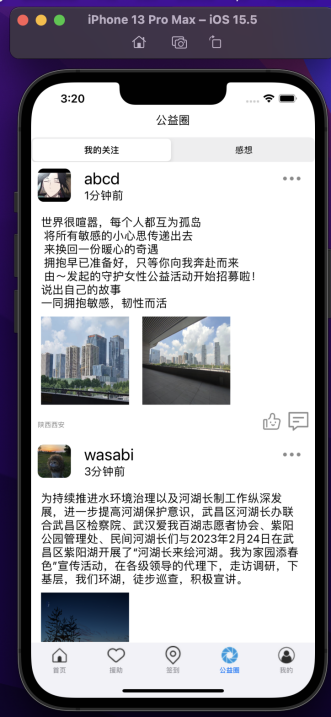 iPhone 13 Pro Max – iOS 15.5
3:20
公益圈
我的关注
感想
abcd
1分钟前
世界很喧嚣，每个人都互为孤岛
将所有敏感的小心思传递出去
来换回一份暖心的奇遇
拥抱早已准备好，只等你向我奔赴而来
由～发起的守护女性公益活动开始招募啦！
说出自己的故事
一同拥抱敏感，韧性而活
陕西西安
wasabi
3分钟前
为持续推进水环境治理以及河湖长制工作纵深发
展，进一步提高河湖保护意识，武昌区河湖长办联
合武昌区检察院、武汉爱我百湖志愿者协会、紫阳
公园管理处、民间河湖长们与2023年2月24日在武
昌区紫阳湖开展了“河湖长来绘河湖。我为家园添春
色”宣传活动，在各级领导的代理下，走访调研，下
基层，我们环湖，徒步巡查，积极宣讲。
首页
援助
签到
公益圈
我的